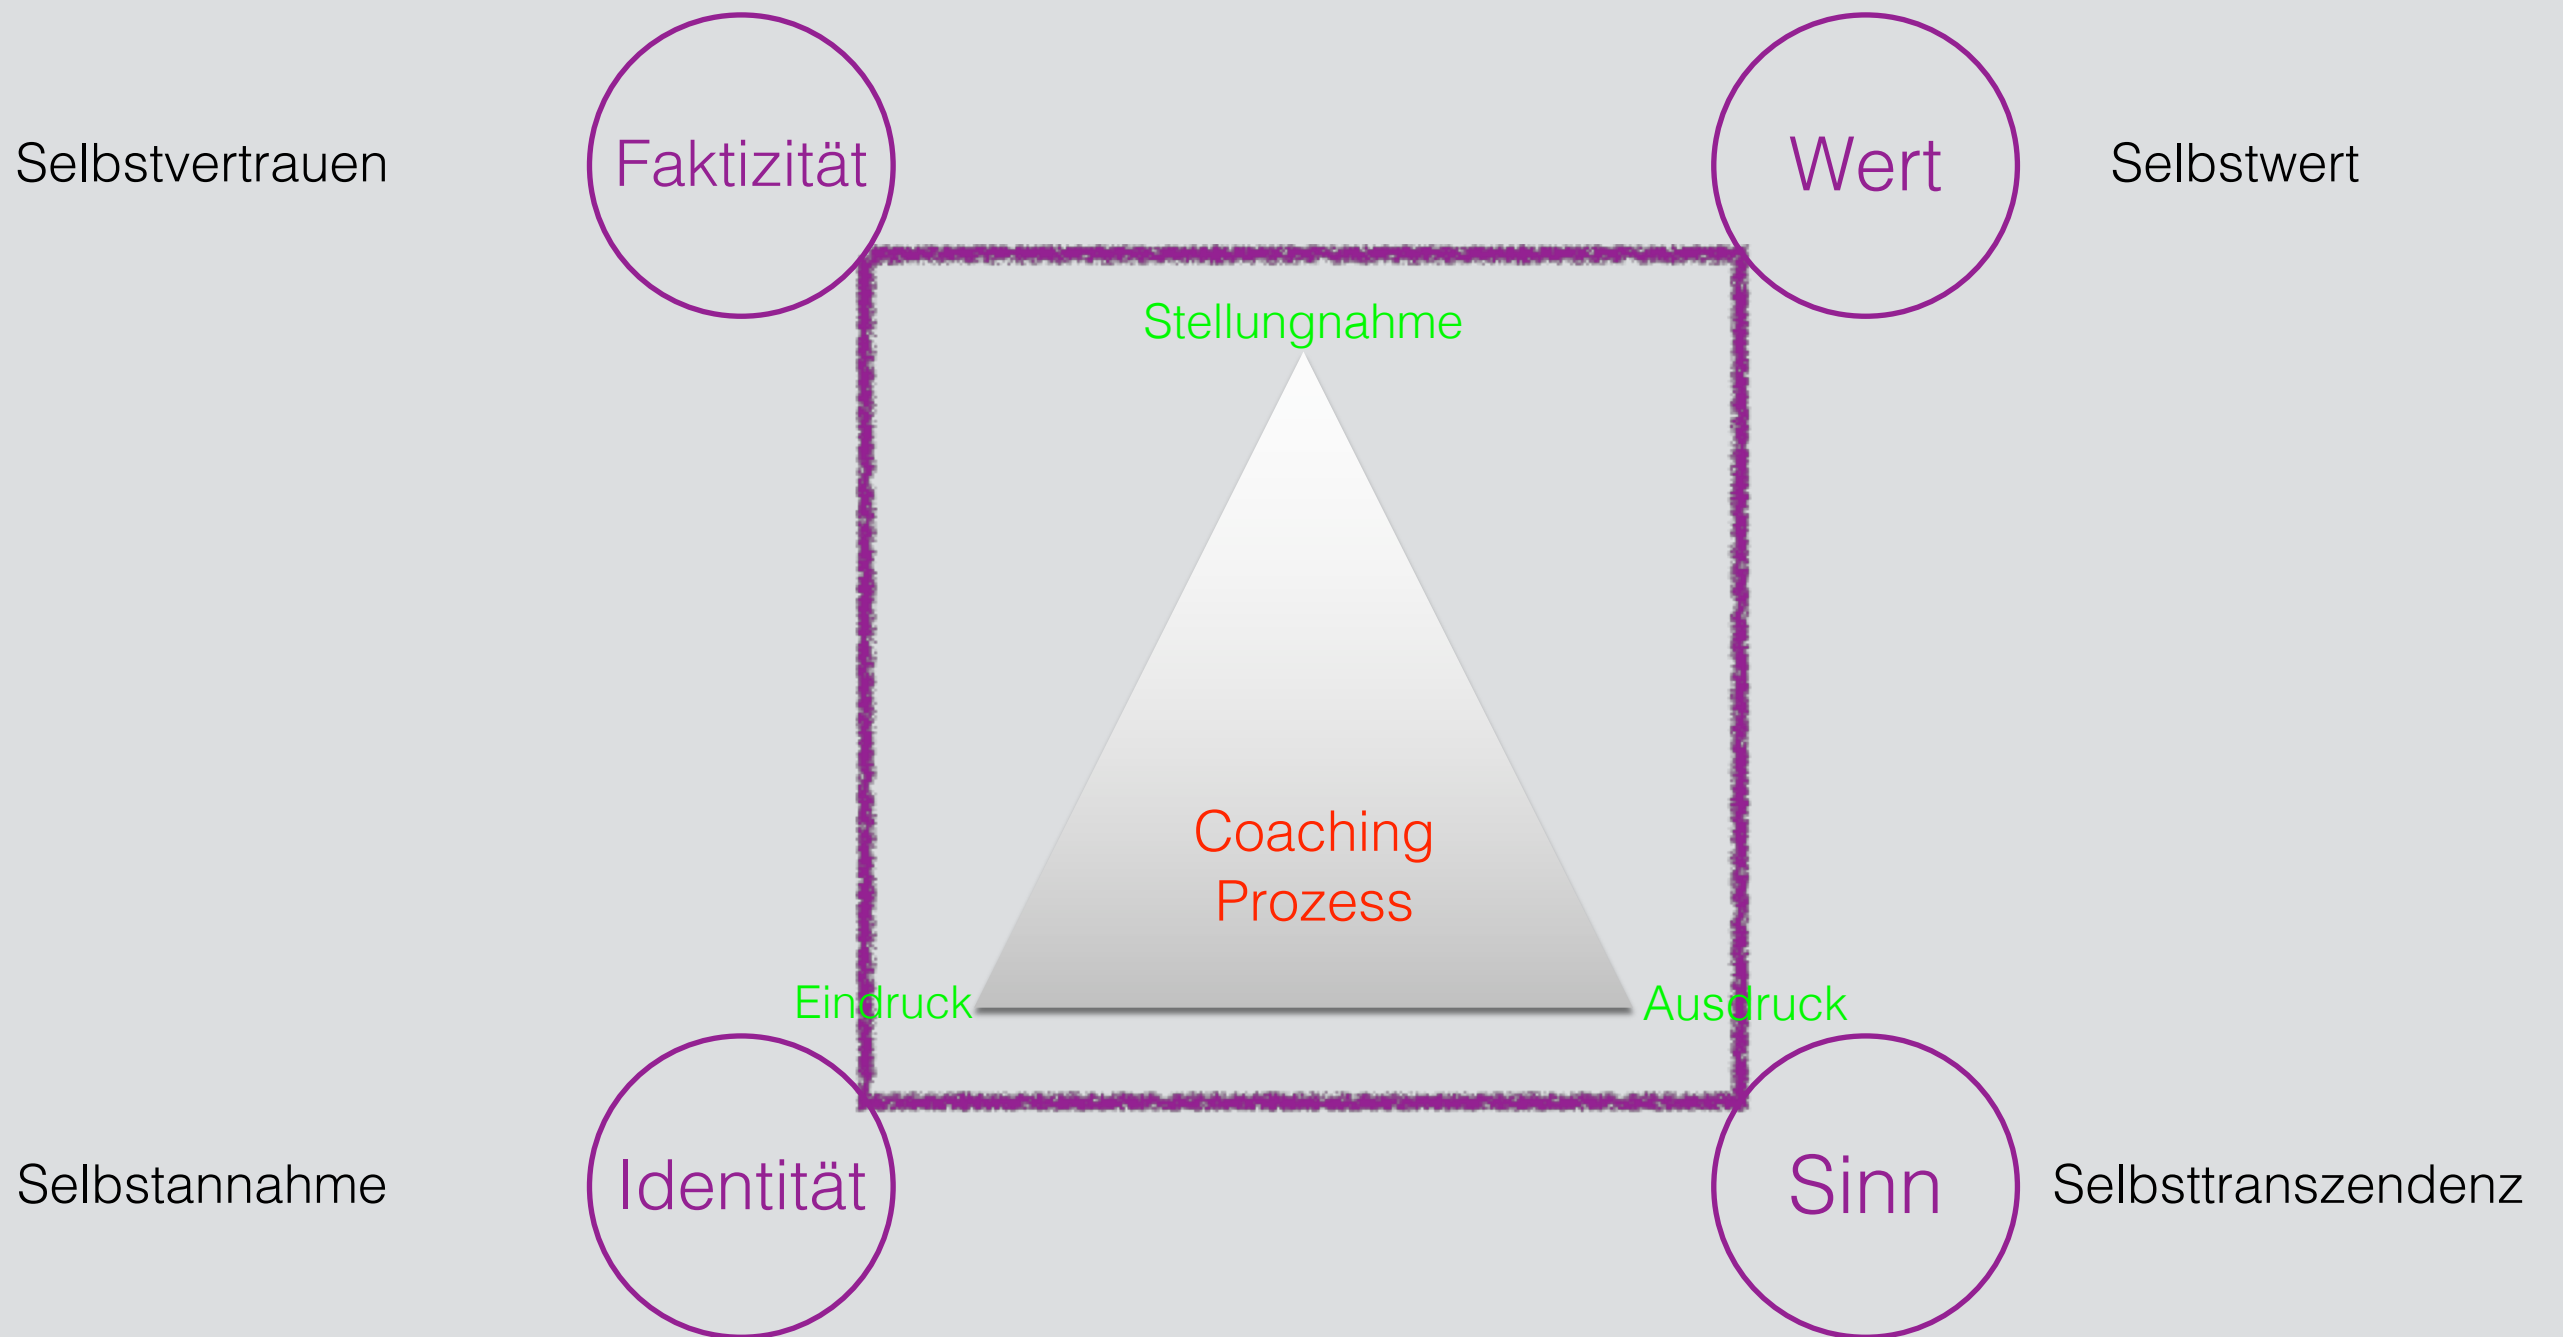 Selbstvertrauen
Faktizität
Wert
Selbstwert
Stellungnahme
Coaching
Prozess
Eindruck
Ausdruck
Selbstannahme
Identität
Sinn
Selbsttranszendenz